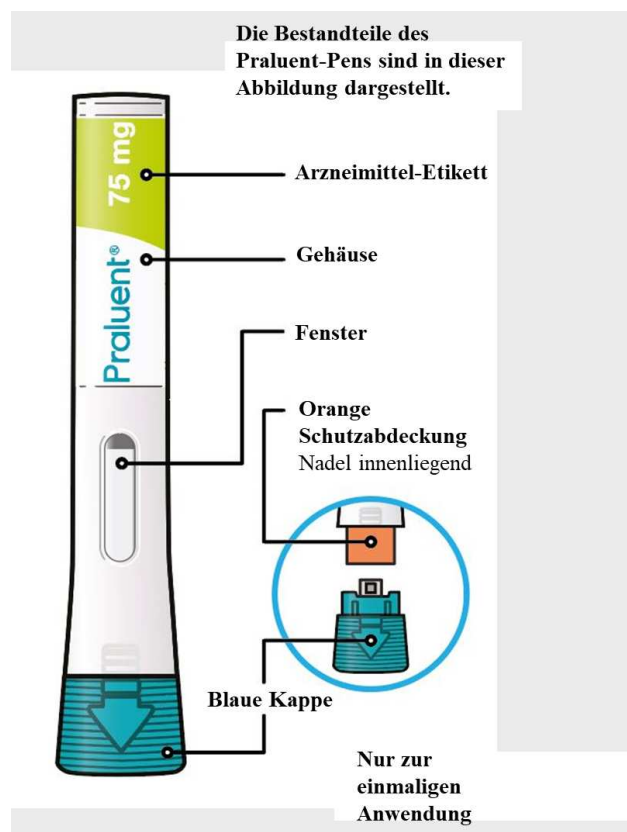 Die Bestandteile des
Praluent-Pens sind in dieser
Abbildung dargestellt.
75 mg
Arzneimittel-Etikett
Praluent®
Gehäuse
Fenster
Orange
Schutzabdeckung
Nadel innenliegend
Blaue Kappe
Nur zur
einmaligen
Anwendung